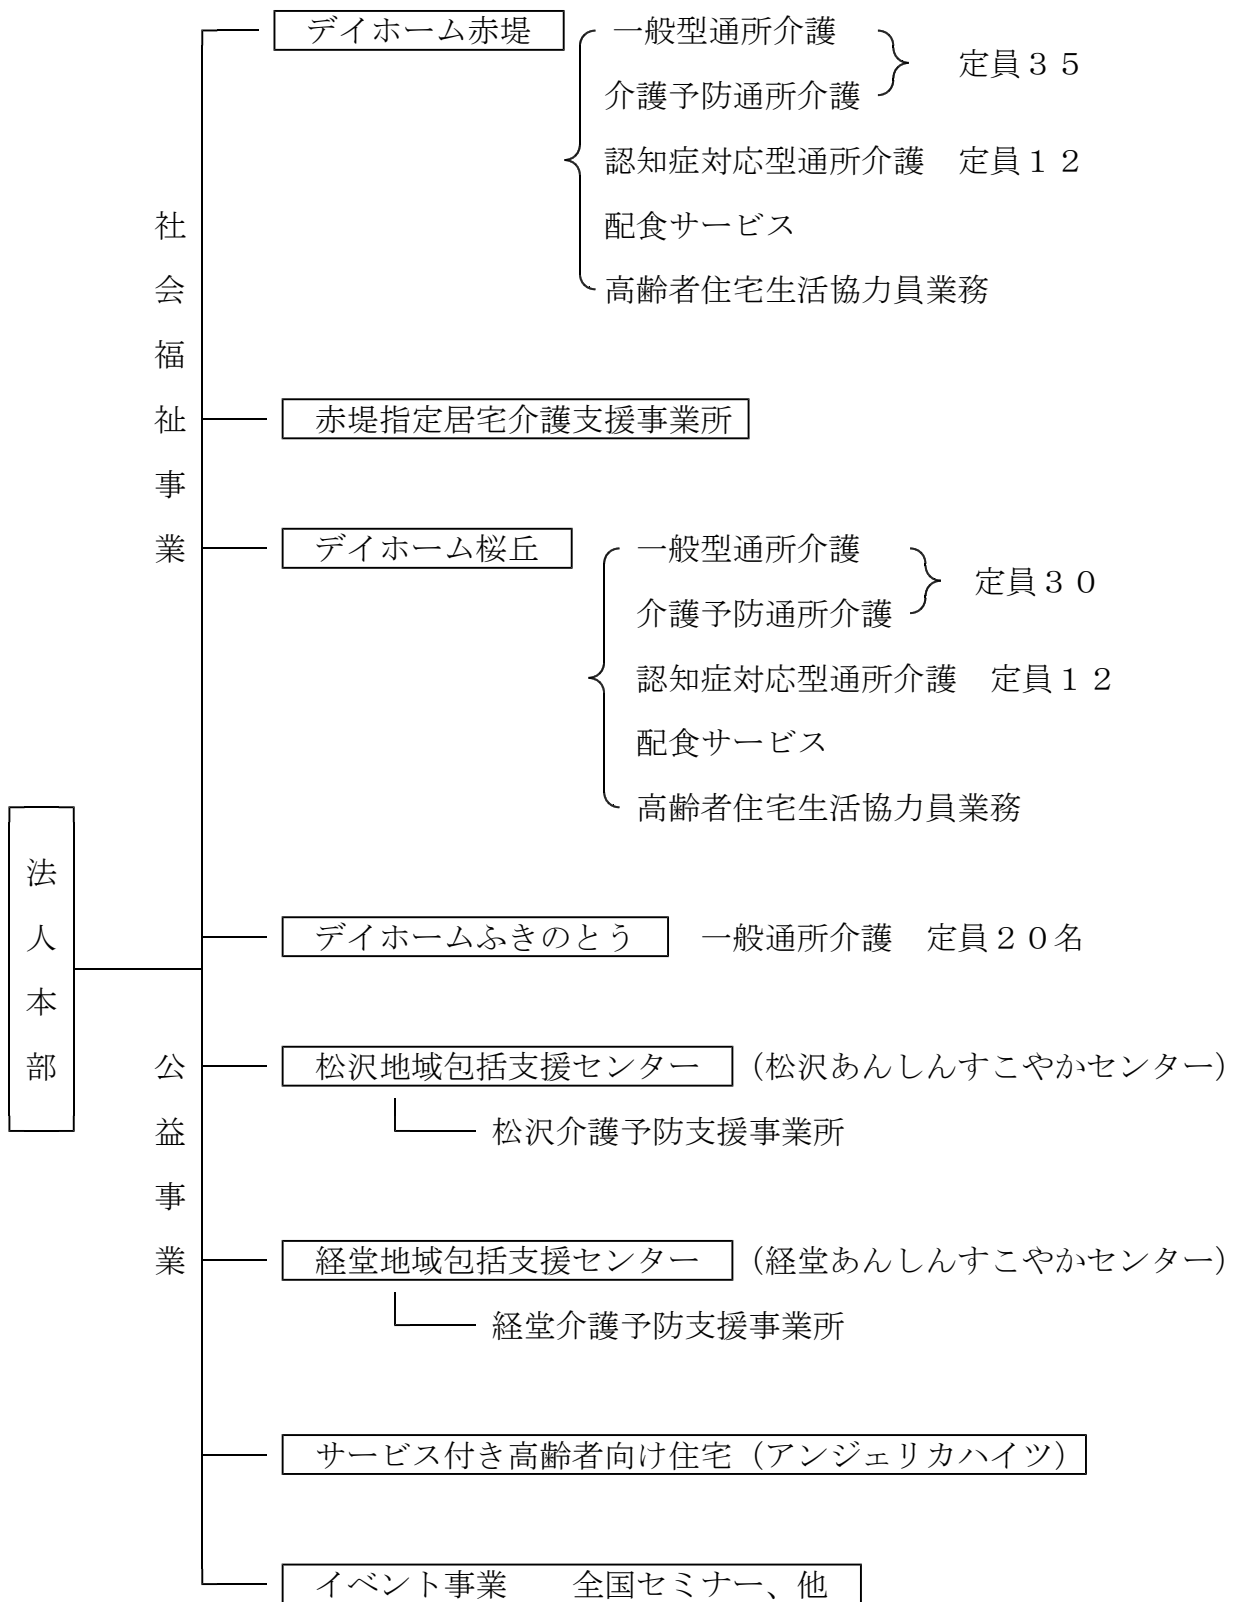 デイホーム赤堤
一般型通所介護
介護予防通所介護
定員３５
認知症対応型通所介護　定員１２
配食サービス
高齢者住宅生活協力員業務
社会福祉事業
赤堤指定居宅介護支援事業所
デイホーム桜丘
一般型通所介護
介護予防通所介護
定員３０
認知症対応型通所介護　定員１２
配食サービス
高齢者住宅生活協力員業務
法人本部
デイホームふきのとう　一般通所介護　定員２０名
公益事業
松沢地域包括支援センター（松沢あんしんすこやかセンター）
松沢介護予防支援事業所
経堂地域包括支援センター（経堂あんしんすこやかセンター）
経堂介護予防支援事業所
サービス付き高齢者向け住宅（アンジェリカハイツ）
イベント事業　　全国セミナー、他